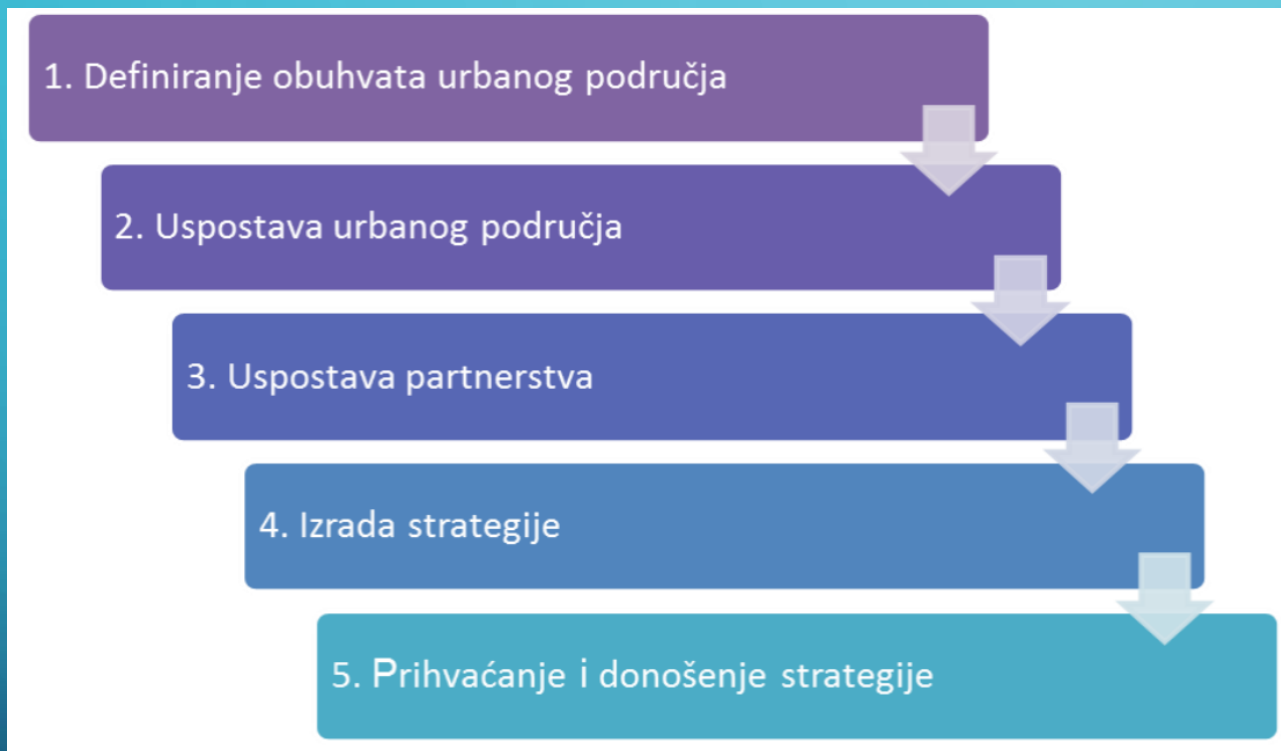 1. Definiranje obuhvata urbanog područja
2. Uspostava urbanog područja
3. Uspostava partnerstva
4. Izrada strategije
5. Prihvaćanje i donošenje strategije